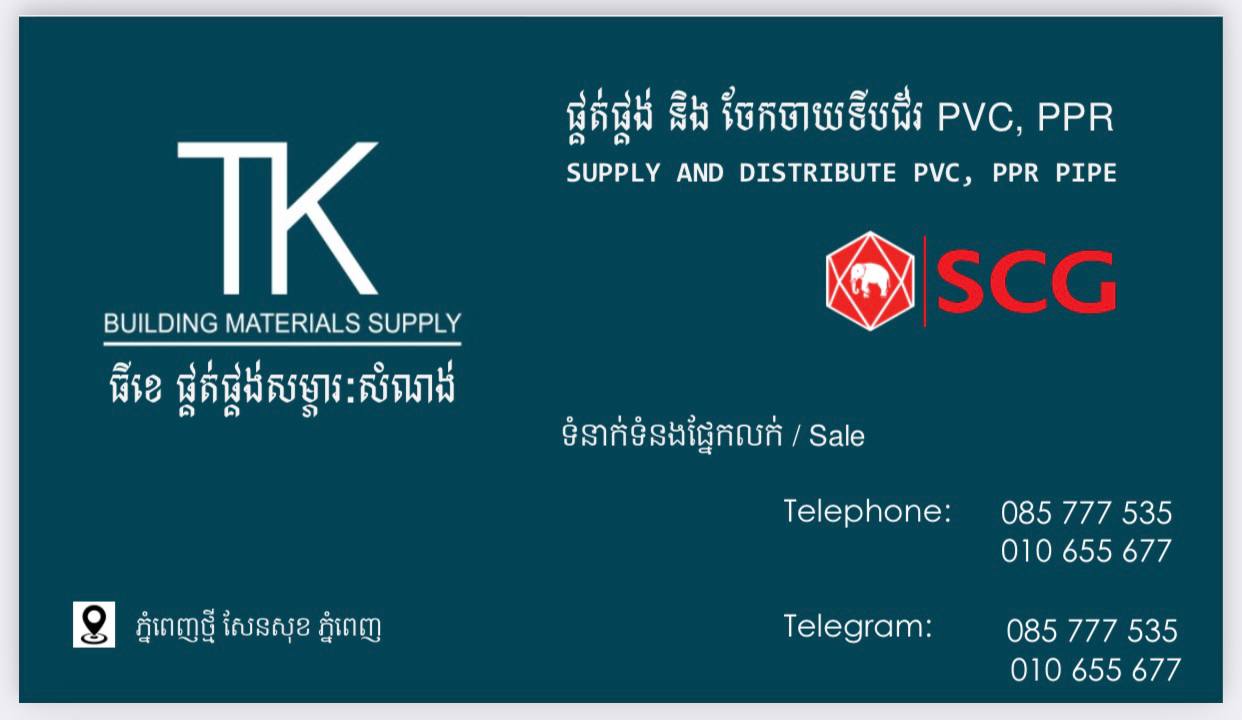 TK
BUILDING MATERIALS SUPPLY
ធីខេ ផ្គត់ផ្គង់សម្ភារៈសំណង់
ផ្គត់ផ្គង់ និង ចែកចាយទីបជ័រ PVC, PPR
SUPPLY AND DISTRIBUTE PVC, PPR PIPE
SCG
ទំនាក់ទំនងផ្នែកលក់ / Sale
Telephone: 085 777 535
010 655 677
Telegram: 085 777 535
010 655 677
ភ្នំពេញថ្មី សែនសុខ ភ្នំពេញ